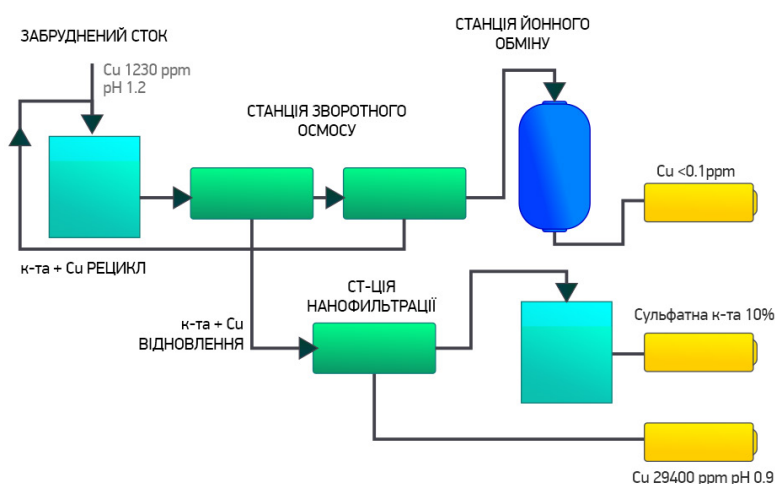 ЗАБРУДНЕНИЙ СТОК
Cu 1230 ppm
pH 1.2
СТАНЦІЯ ЙОННОГО
ОБМІНУ
СТАНЦІЯ ЗВОРОТНОГО
ОСМОСУ
Cu <0.1ppm
к-та + Cu РЕЦИКЛ
СТ-ЦІЯ
НАНОФИЛЬТРАЦІЇ
к-та + Cu
ВІДНОВЛЕННЯ
Сульфатна к-та 10%
Cu 29400 ppm pH 0.9